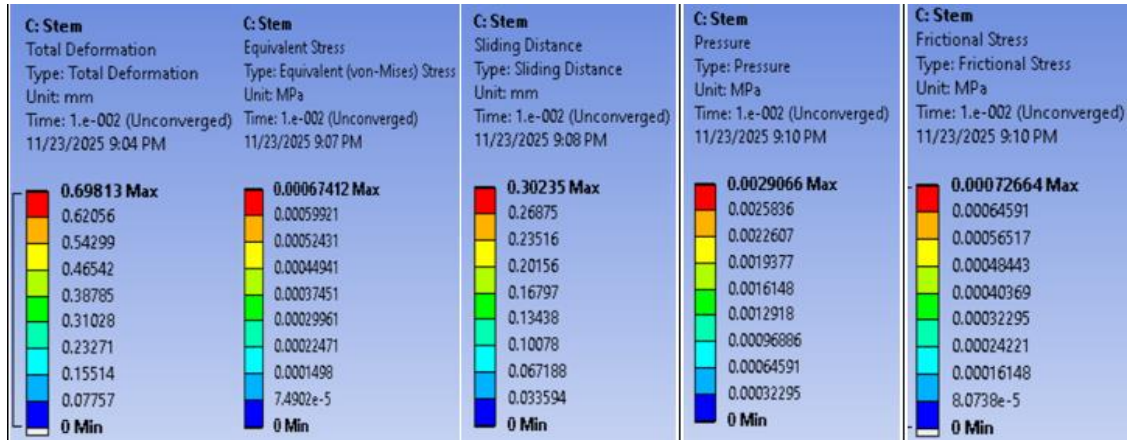 C: Stem
Total Deformation
Type: Total Deformation
Unit: mm
Time: 1.e-002 (Unconverged)
11/23/2025 9:04 PM
0.69813 Max
0.62056
0.54299
0.46542
0.38785
0.31028
0.23271
0.15514
0.07757
0 Min
C: Stem
Equivalent Stress
Type: Equivalent (von-Mises) Stress
Unit: MPa
Time: 1.e-002 (Unconverged)
11/23/2025 9:07 PM
0.00067412 Max
0.00059921
0.00052431
0.00044941
0.00037451
0.00029961
0.00022471
0.0001498
7.4902e-5
0 Min
C: Stem
Sliding Distance
Type: Sliding Distance
Unit: mm
Time: 1.e-002 (Unconverged)
11/23/2025 9:08 PM
0.30235 Max
0.26875
0.23516
0.20156
0.16797
0.13438
0.10078
0.067188
0.033594
0 Min
C: Stem
Pressure
Type: Pressure
Unit: MPa
Time: 1.e-002 (Unconverged)
11/23/2025 9:10 PM
0.0029066 Max
0.0025836
0.0022607
0.0019377
0.0016148
0.0012918
0.00096886
0.00064591
0.00032295
0 Min
C: Stem
Frictional Stress
Type: Frictional Stress
Unit: MPa
Time: 1.e-002 (Unconverged)
11/23/2025 9:10 PM
0.00072664 Max
0.00064591
0.00056517
0.00048443
0.00040369
0.00032295
0.00024221
0.00016148
8.0738e-5
0 Min